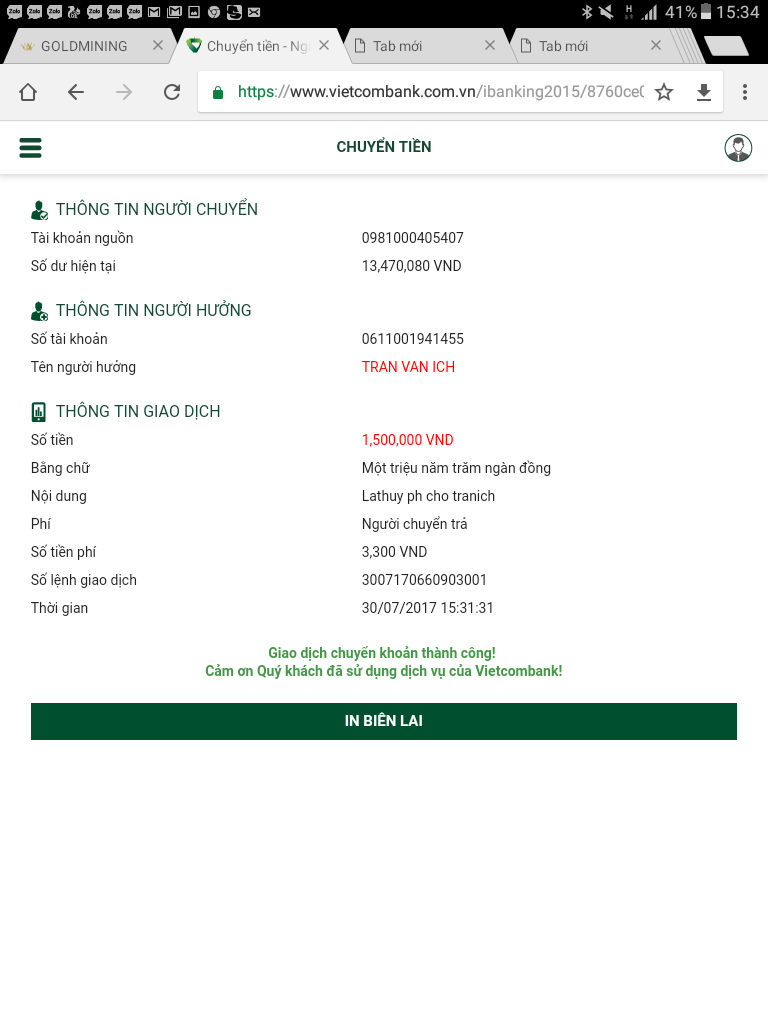 41% 15:34
GOLDMINING
Chuyển tiền - Ng
Tab mới
Tab mới
https://www.vietcombank.com.vn/ibanking2015/8760ce
CHUYỂN TIỀN
THÔNG TIN NGƯỜI CHUYỂN
Tài khoản nguồn 0981000405407
Số dư hiện tại 13,470,080 VND
THÔNG TIN NGƯỜI HƯỞNG
Số tài khoản 0611001941455
Tên người hưởng TRAN VAN ICH
THÔNG TIN GIAO DỊCH
Số tiền 1,500,000 VND
Bằng chữ Một triệu năm trăm ngàn đồng
Nội dung Lathuy ph cho tranich
Phí Người chuyển trả
Số tiền phí 3,300 VND
Số lệnh giao dịch 3007170660903001
Thời gian 30/07/2017 15:31:31
Giao dịch chuyển khoản thành công!
Cảm ơn Quý khách đã sử dụng dịch vụ của Vietcombank!
IN BIÊN LAI